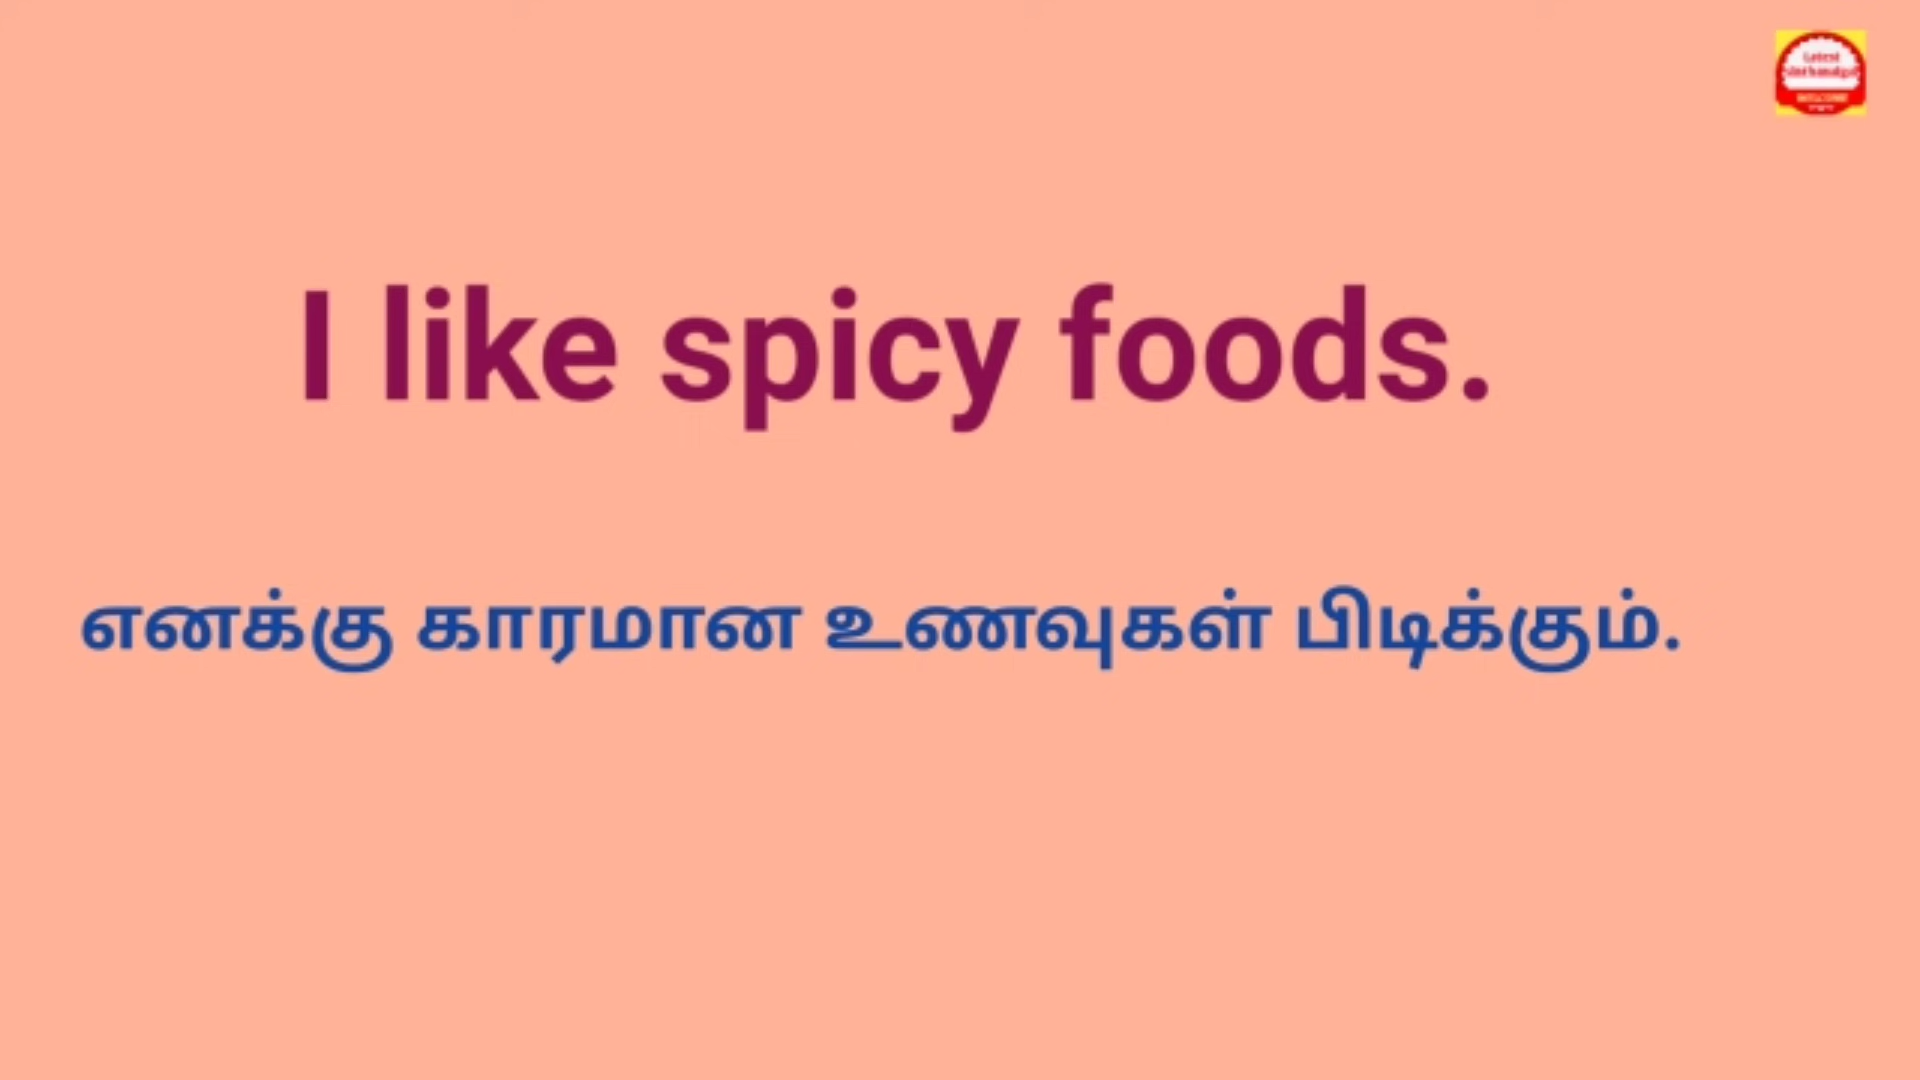 I like spicy foods.
எனக்கு காரமான உணவுகள் பிடிக்கும்.